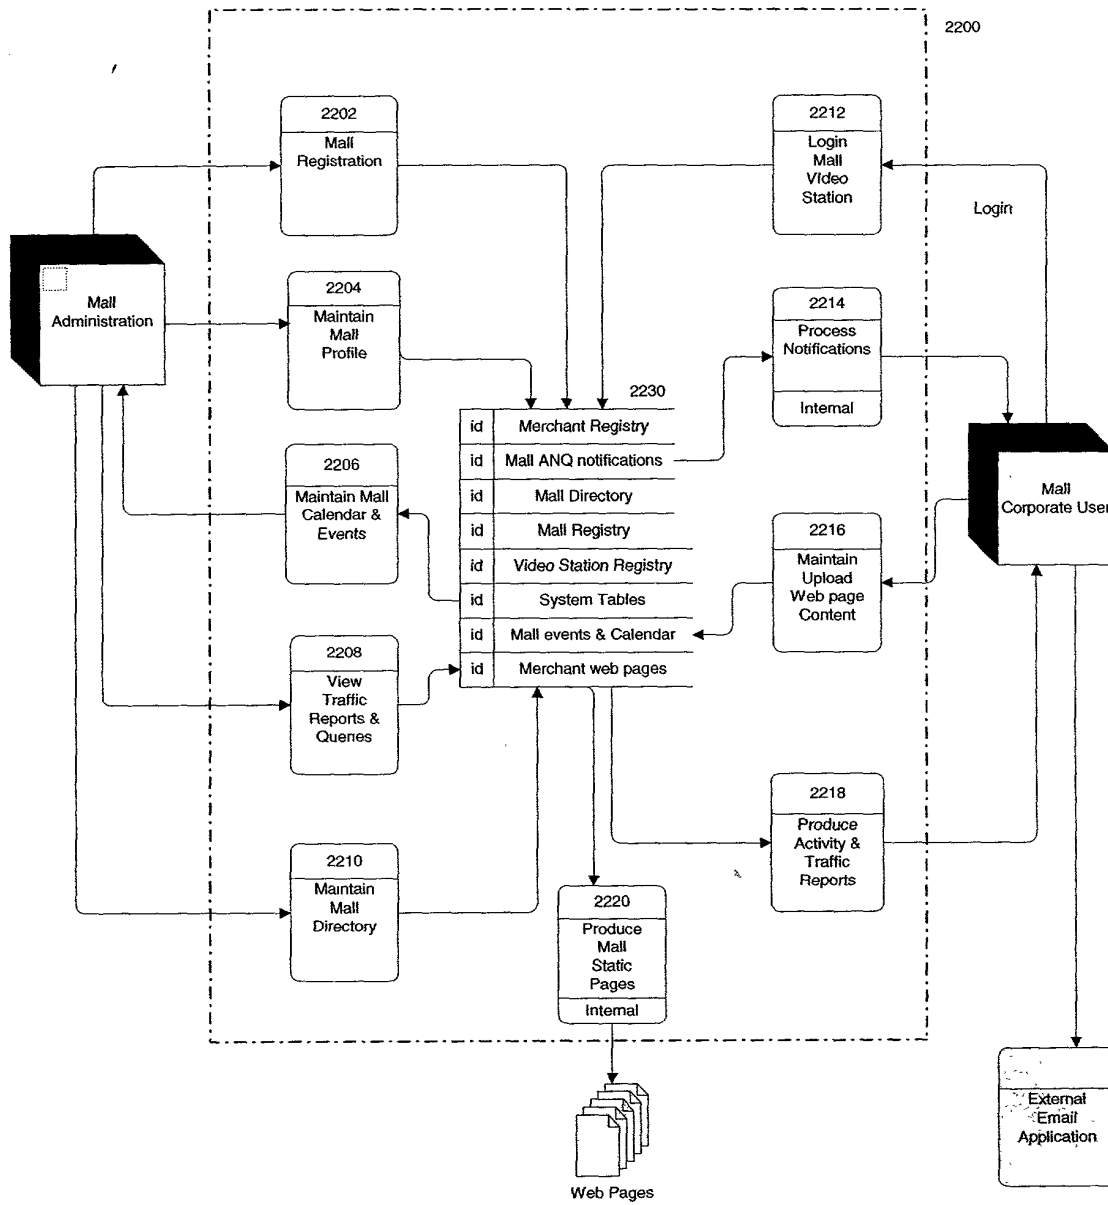 2200
2202
Mall
Registration
2212
Login
Mall
Video
Station
Login
Mall
Administration
2204
Maintain
Mall
Profile
2214
Process
Notifications
Internal
2230
id Merchant Registry
id Mall ANQ notifications
id Mall Directory
id Mall Registry
id Video Station Registry
id System Tables
id Mall events & Calendar
id Merchant web pages
2206
Maintain Mall
Calendar &
Events
Mall
Corporate User
2216
Maintain
Upload
Web page
Content
2208
View
Traffic
Reports &
Queries
2218
Produce
Activity &
Traffic
Reports
2210
Maintain
Mall
Directory
2220
Produce
Mall
Static
Pages
Internal
External
Email
Application
Web Pages